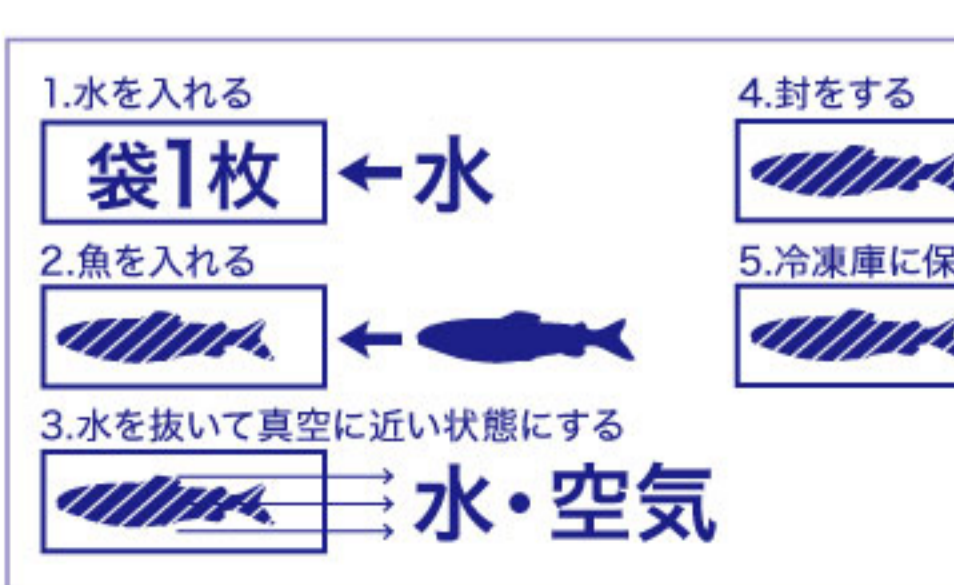 1.水を入れる
袋1枚
水
2.魚を入れる
3.水を抜いて真空に近い状態にする
水・空気
4.封をする
5.冷凍庫に保